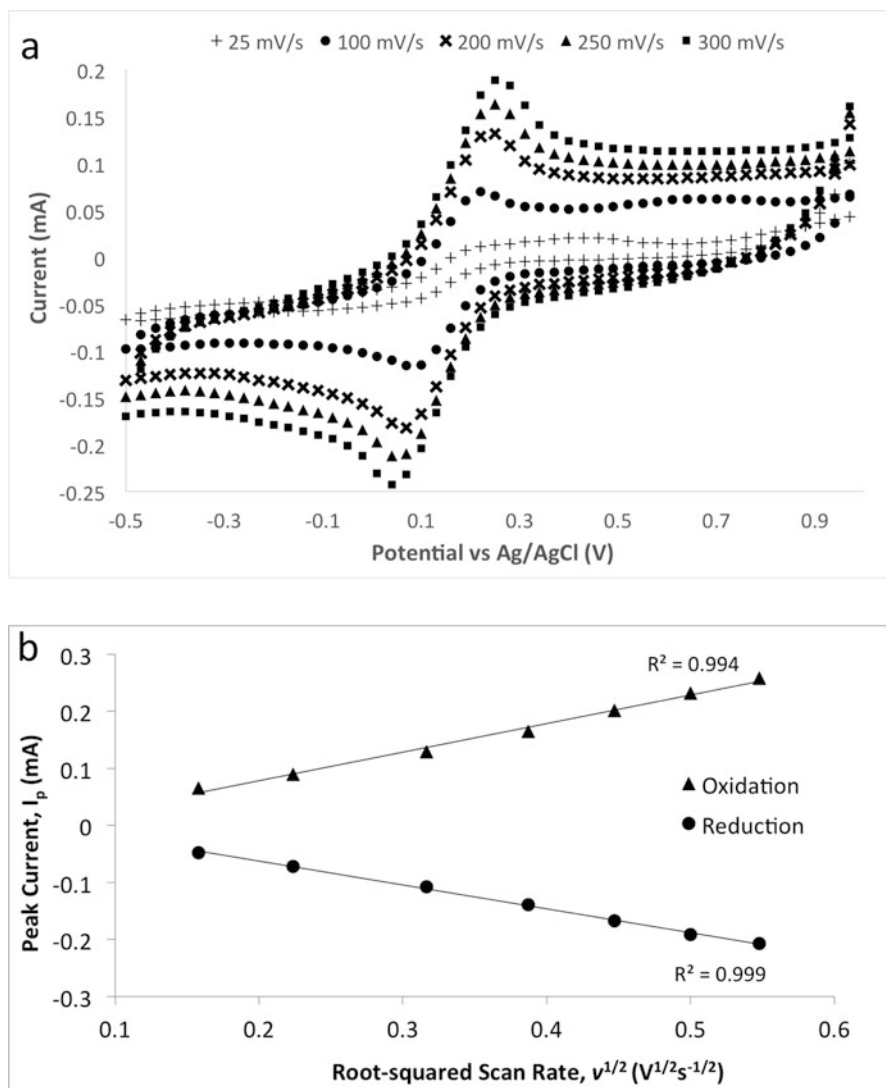 a
+ 25 mV/s ● 100 mV/s ✖ 200 mV/s ▲ 250 mV/s ■ 300 mV/s
0.2
0.15
0.1
0.05
0
-0.05
-0.1
-0.15
-0.2
-0.25
Current (mA)
-0.5 -0.3 -0.1 0.1 0.3 0.5 0.7 0.9
Potential vs Ag/AgCl (V)
b
0.3
0.2
0.1
0
-0.1
-0.2
-0.3
Peak Current, Iₚ (mA)
R² = 0.994
▲ Oxidation
● Reduction
R² = 0.999
0.1 0.2 0.3 0.4 0.5 0.6
Root-squared Scan Rate, v^1/2 (V^1/2s^-1/2)